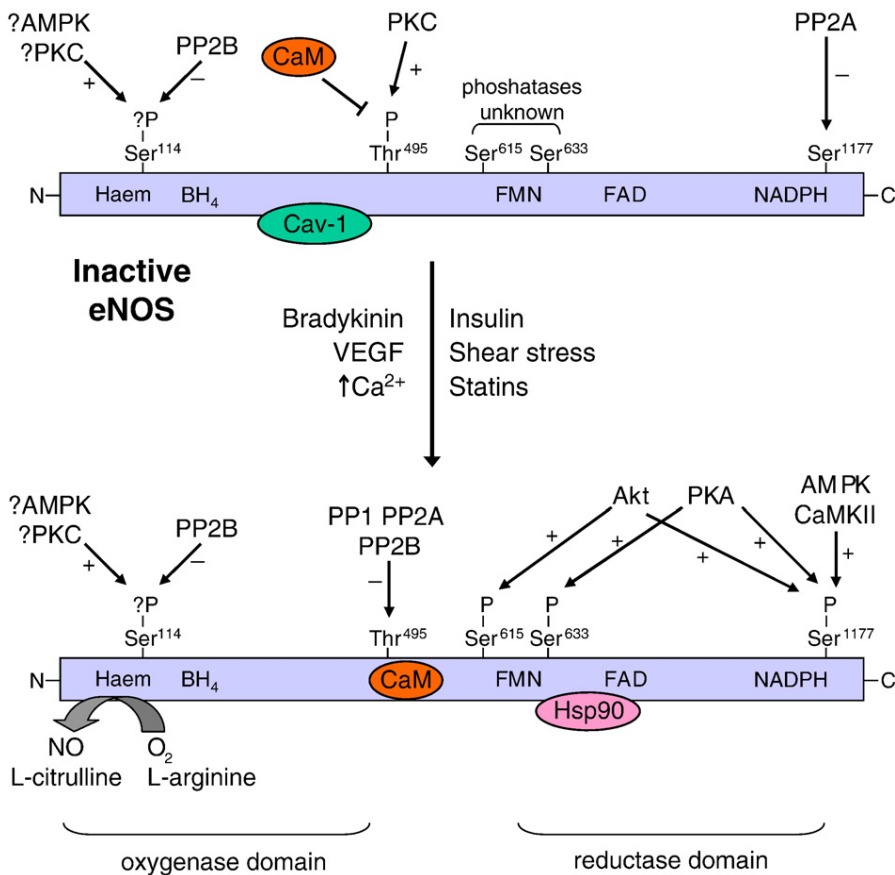 ?AMPK
?PKC
PP2B
CaM
PKC
PP2A
+
–
+
–
phoshatases
unknown
?P
P
Ser114
Thr495
Ser615
Ser633
Ser1177
N
Haem
BH4
FMN
FAD
NADPH
C
Cav-1
Inactive
eNOS
Bradykinin
VEGF
↑Ca2+
Insulin
Shear stress
Statins
?AMPK
?PKC
PP2B
PP1 PP2A
PP2B
Akt
PKA
AMPK
CaMKII
+
–
–
+
+
+
+
+
?P
P
P
P
Ser114
Thr495
Ser615
Ser633
Ser1177
N
Haem
BH4
CaM
FMN
FAD
NADPH
C
Hsp90
NO
O2
L-citrulline
L-arginine
oxygenase domain
reductase domain